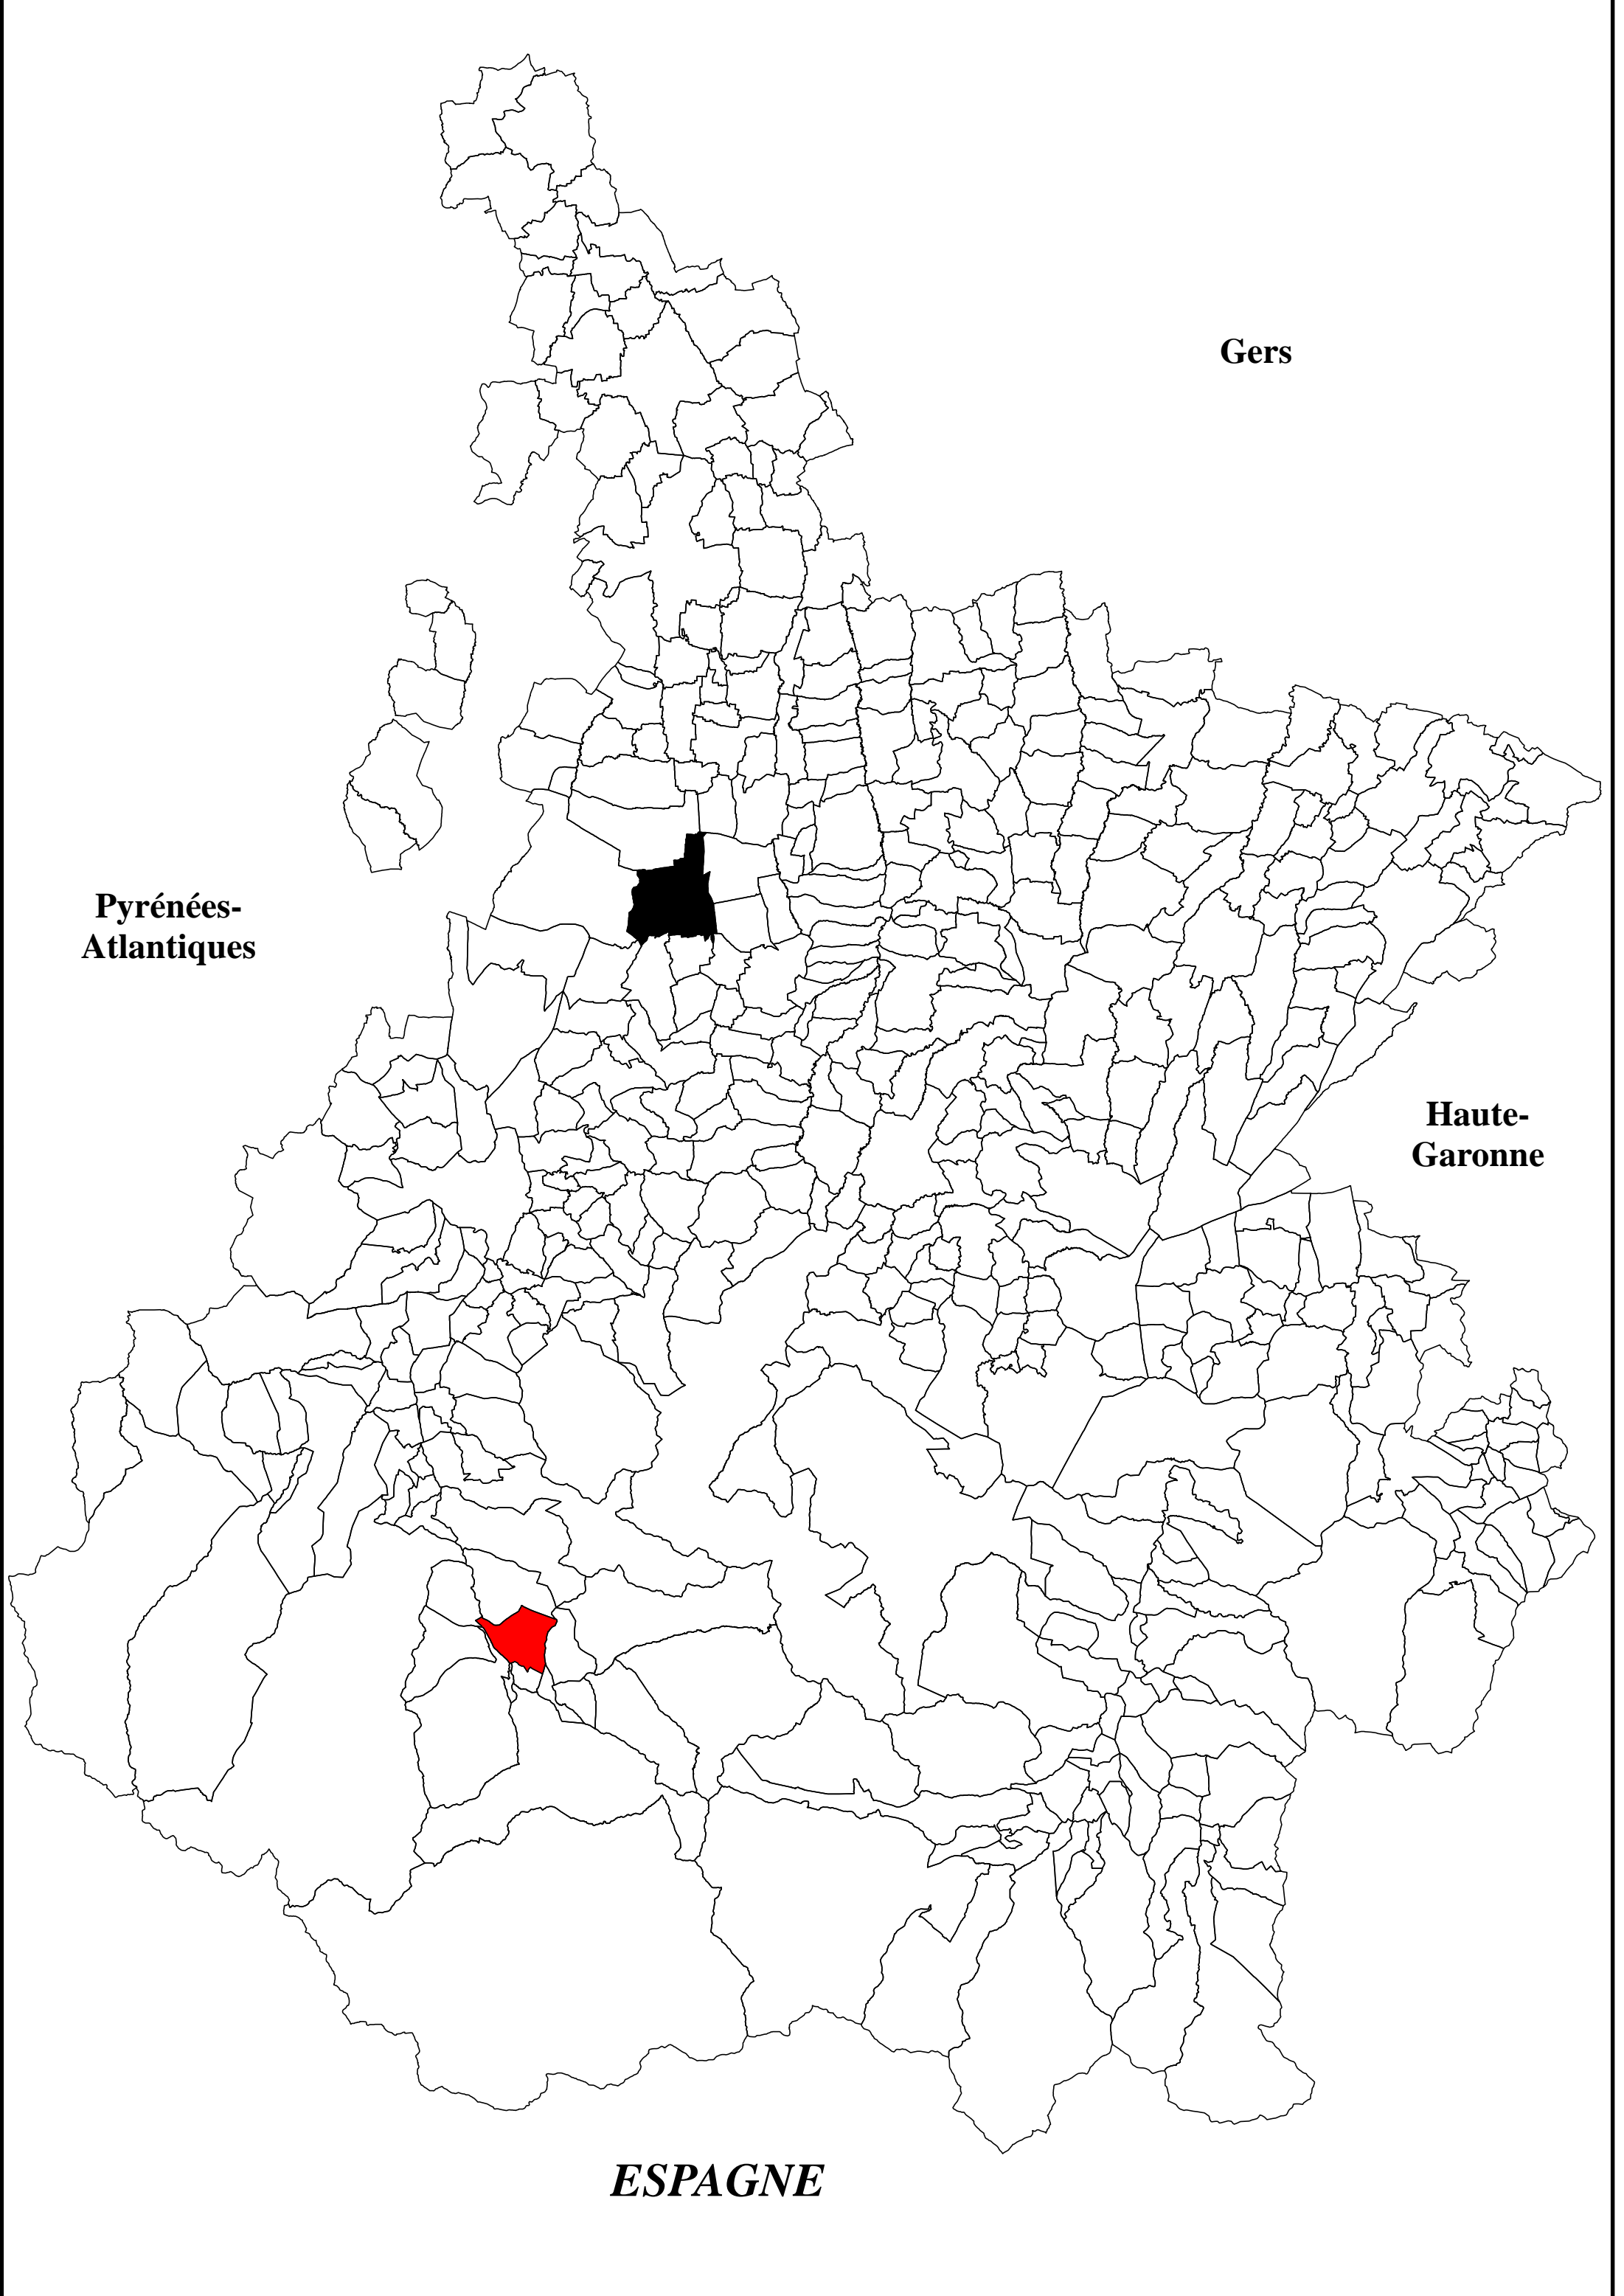 Gers
Pyrénées-
Atlantiques
Haute-
Garonne
ESPAGNE